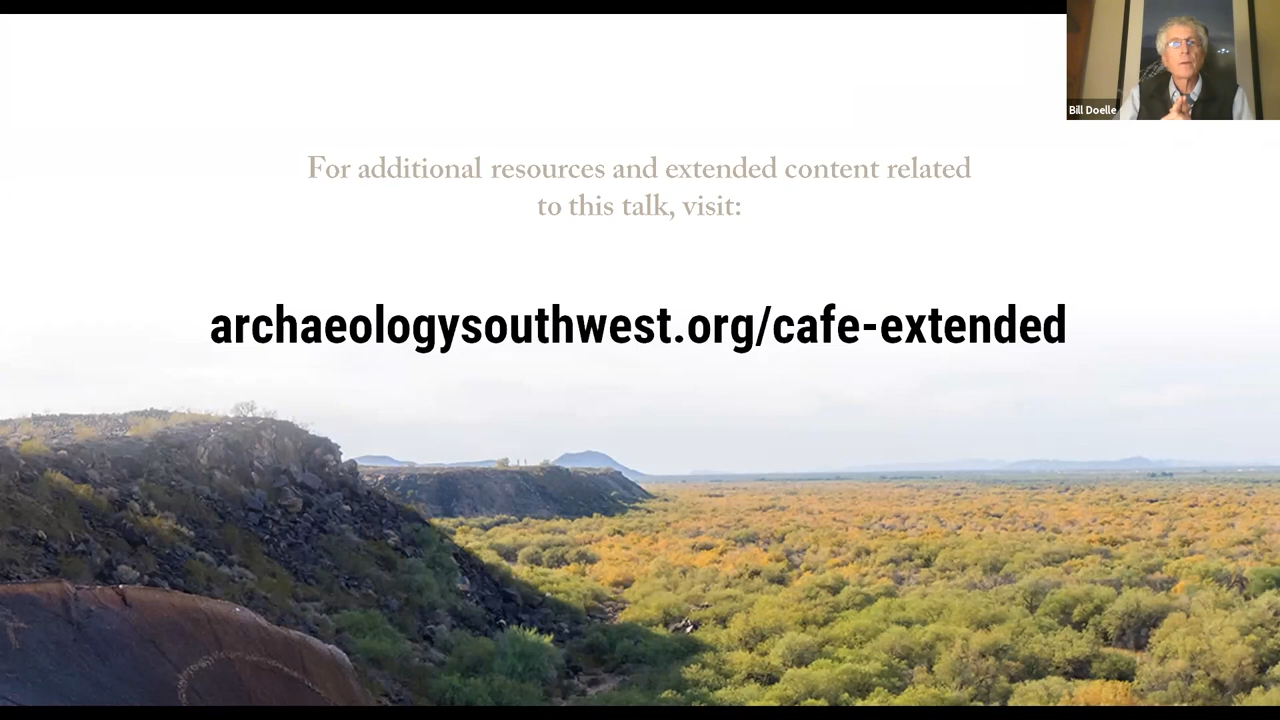 Bill Doelle
For additional resources and extended content related
to this talk, visit:
archaeologysouthwest.org/cafe-extended